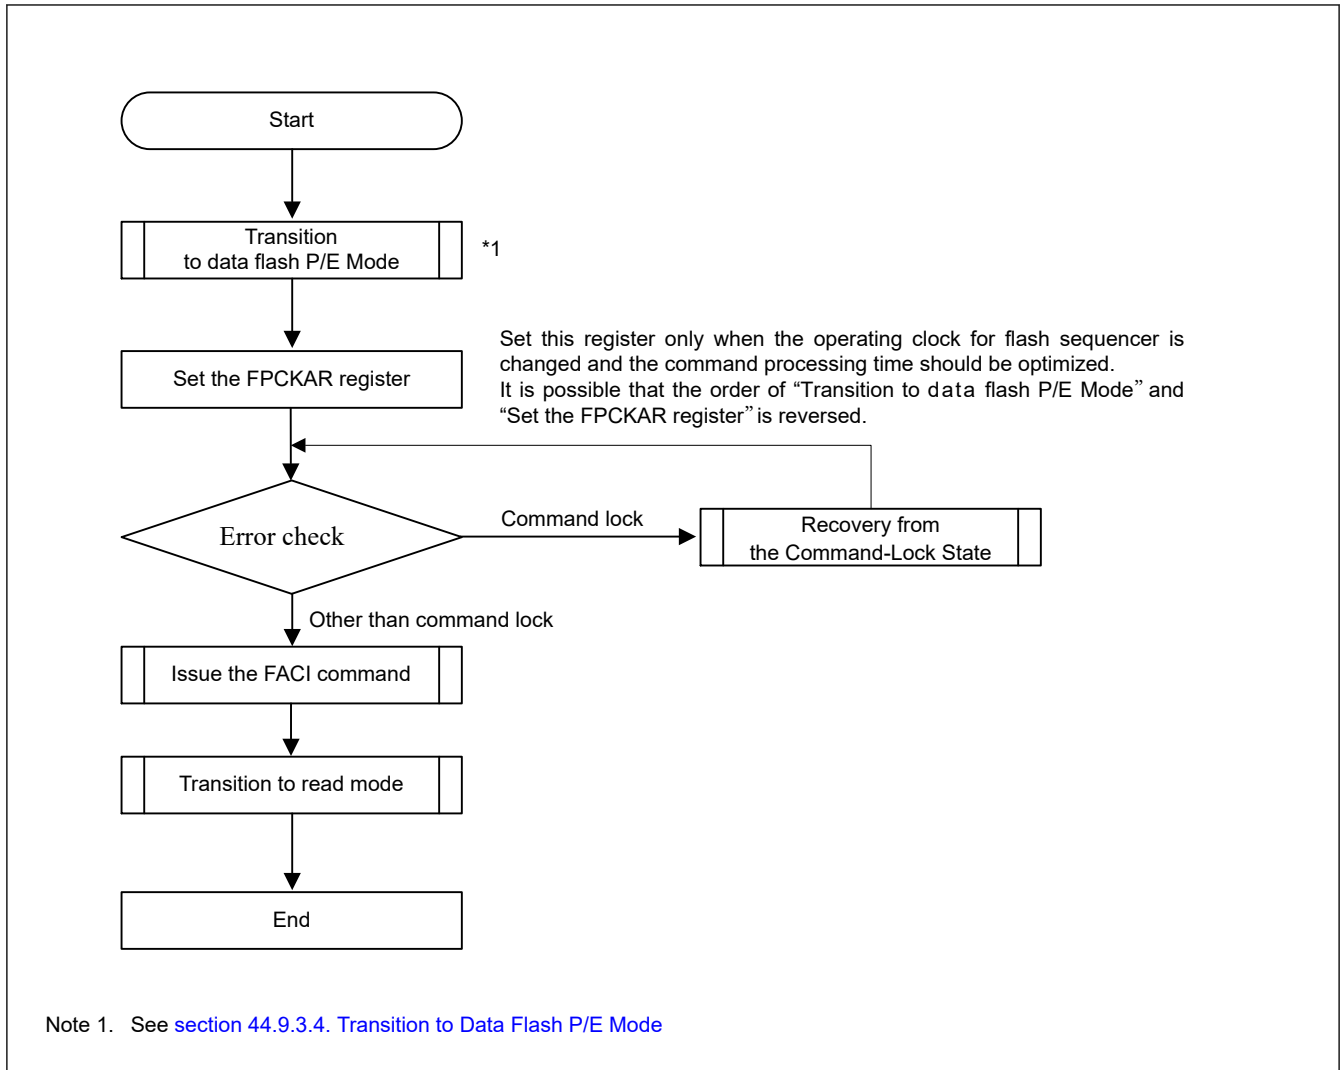 Start
Transition
to data flash P/E Mode
*1
Set the FPCKAR register
Set this register only when the operating clock for flash sequencer is
changed and the command processing time should be optimized.
It is possible that the order of “Transition to data flash P/E Mode” and
“Set the FPCKAR register” is reversed.
Error check
Command lock
Recovery from
the Command-Lock State
Other than command lock
Issue the FACI command
Transition to read mode
End
Note 1. See section 44.9.3.4. Transition to Data Flash P/E Mode